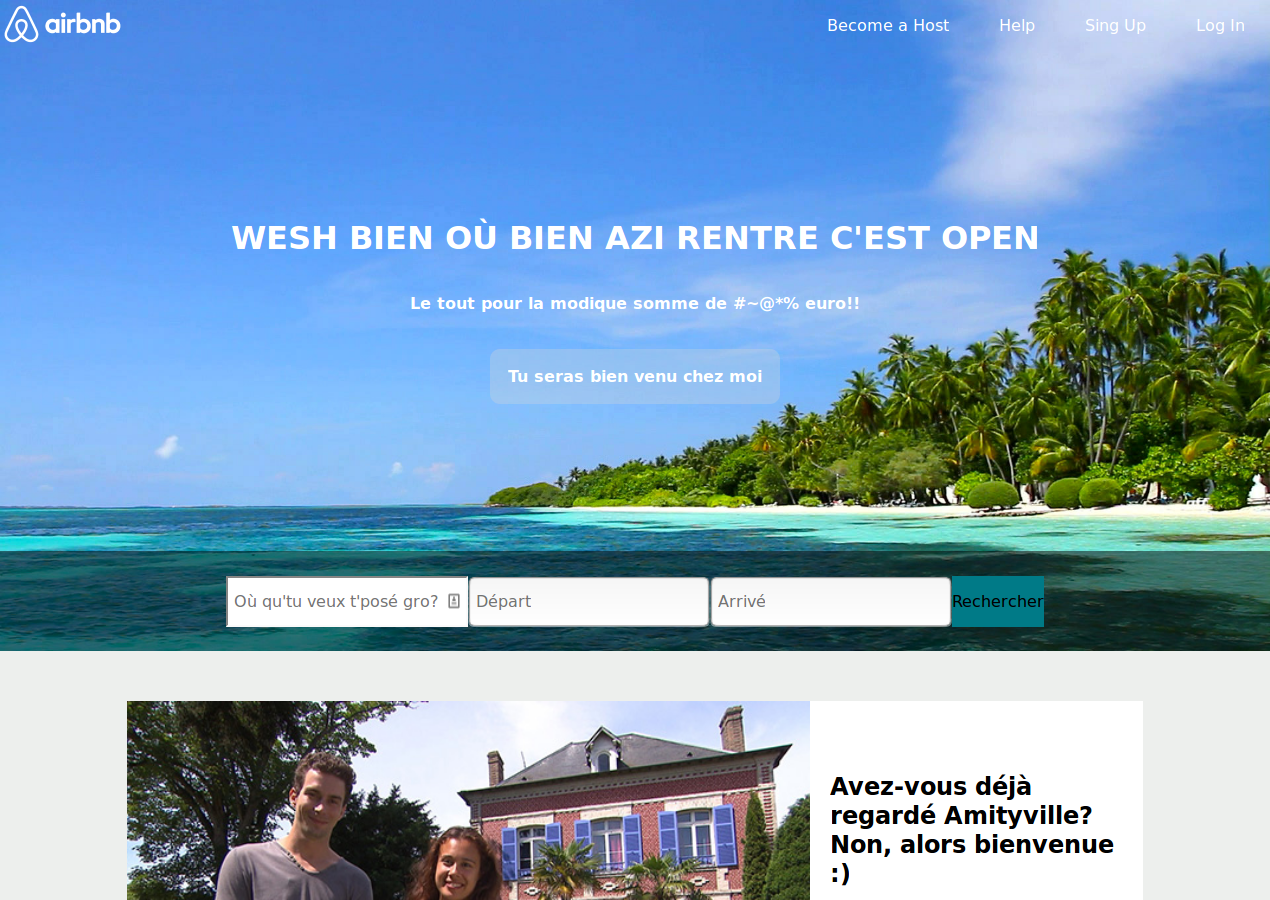 airbnb
Become a Host Help Sing Up Log In
WESH BIEN OÙ BIEN AZI RENTRE C'EST OPEN
Le tout pour la modique somme de #~@*% euro!!
Tu seras bien venu chez moi
Où qu'tu veux t'posé gro? Départ Arrivé Rechercher
Avez-vous déjà
regardé Amityville?
Non, alors bienvenue
:)